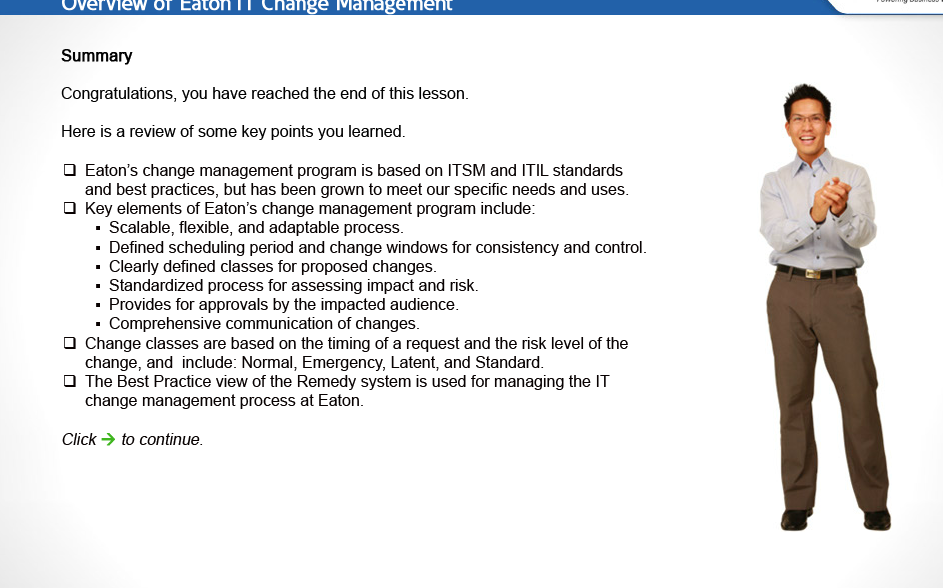 Overview of Eaton IT Change Management
Powering Business
Summary
Congratulations, you have reached the end of this lesson.
Here is a review of some key points you learned.
❑ Eaton’s change management program is based on ITSM and ITIL standards
and best practices, but has been grown to meet our specific needs and uses.
❑ Key elements of Eaton’s change management program include:
▪ Scalable, flexible, and adaptable process.
▪ Defined scheduling period and change windows for consistency and control.
▪ Clearly defined classes for proposed changes.
▪ Standardized process for assessing impact and risk.
▪ Provides for approvals by the impacted audience.
▪ Comprehensive communication of changes.
❑ Change classes are based on the timing of a request and the risk level of the
change, and  include: Normal, Emergency, Latent, and Standard.
❑ The Best Practice view of the Remedy system is used for managing the IT
change management process at Eaton.
Click → to continue.